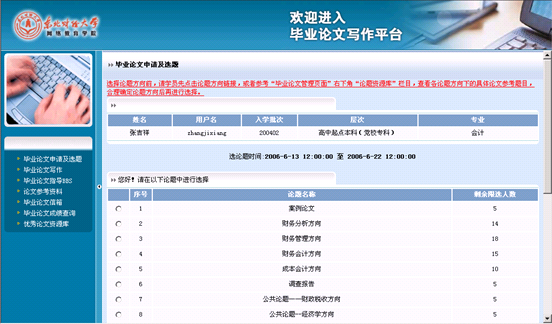 东北财经大学
网络教育学院
欢迎进入
毕业论文写作平台
毕业论文申请及选题
毕业论文写作
毕业论文指导BBS
论文参考资料
毕业论文信箱
毕业论文成绩查询
优秀论文资源库
›› 毕业论文申请及选题
选论题方向前，请学员先点击论题方向链接，或者参考“毕业论文管理页面”右下角“论题资源库”栏目，查看各论题方向下的具体论文参考题目，
合理确定论题方向后再进行选择。
››
姓名 用户名 入学批次 层次 专业
张吉祥 zhangjixiang 200402 高中起点本科（党校专科） 会计
选论题时间:2006-6-13 12:00:00 至 2006-6-22 12:00:00
›› 您好! 请在以下论题中进行选择
序号 论题名称 剩余限选人数
1 案例论文 5
2 财务分析方向 14
3 财务管理方向 18
4 财务会计方向 15
5 成本会计方向 10
6 调查报告 5
7 公共论题——财政税收方向 5
8 公共论题--经济学方向 5